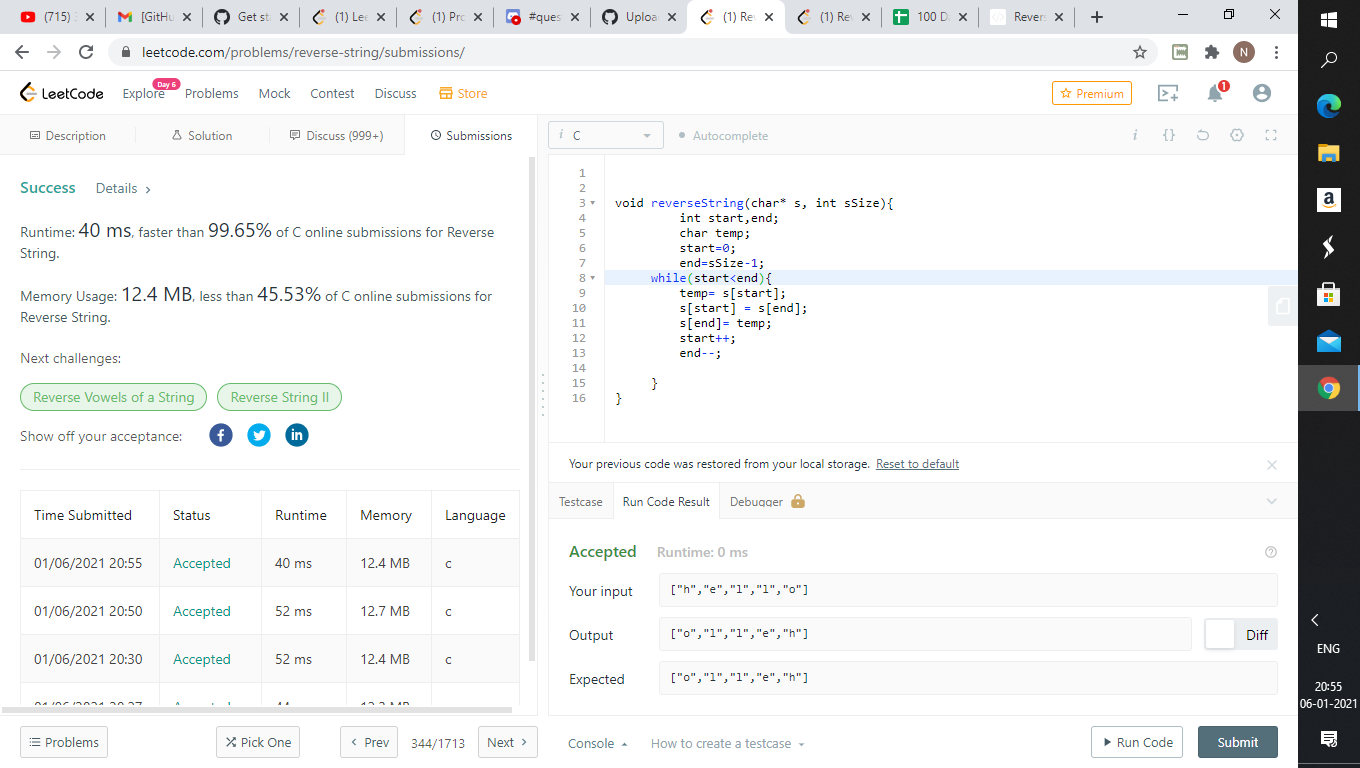 (715) S
[GitHu
Get sta
(1) Lee
(1) Pro
#ques
Uploa
(1) Re
(1) Re
100 D
Revers
leetcode.com/problems/reverse-string/submissions/
N
LeetCode
Explore
Day 6
Problems
Mock
Contest
Discuss
Store
Premium
1
Description
Solution
Discuss (999+)
Submissions
i C
Autocomplete
i {}
Success Details >
Runtime: 40 ms, faster than 99.65% of C online submissions for Reverse
String.
Memory Usage: 12.4 MB, less than 45.53% of C online submissions for
Reverse String.
Next challenges:
Reverse Vowels of a String
Reverse String II
Show off your acceptance:
Time Submitted Status Runtime Memory Language
01/06/2021 20:55 Accepted 40 ms 12.4 MB c
01/06/2021 20:50 Accepted 52 ms 12.7 MB c
01/06/2021 20:30 Accepted 52 ms 12.4 MB c
Problems
Pick One
< Prev
344/1713
Next >
1
2
3 void reverseString(char* s, int sSize){
4 int start,end;
5 char temp;
6 start=0;
7 end=sSize-1;
8 while(start<end){
9 temp= s[start];
10 s[start] = s[end];
11 s[end]= temp;
12 start++;
13 end--;
14
15 }
16 }
Your previous code was restored from your local storage. Reset to default
Testcase
Run Code Result
Debugger
Accepted Runtime: 0 ms
Your input ["h","e","l","l","o"]
Output ["o","l","l","e","h"]
Diff
Expected ["o","l","l","e","h"]
Console
How to create a testcase
Run Code
Submit
ENG
20:55
06-01-2021